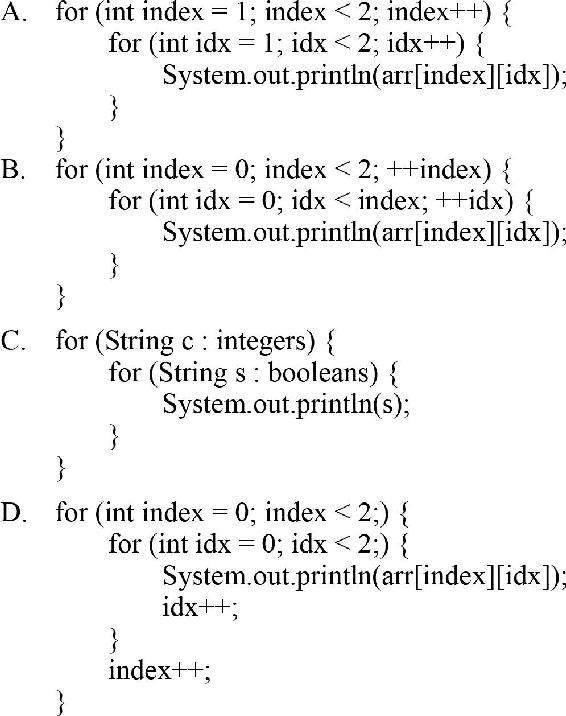 A. for (int index = 1; index < 2; index++) {
for (int idx = 1; idx < 2; idx++) {
System.out.println(arr[index][idx]);
}
}
B. for (int index = 0; index < 2; ++index) {
for (int idx = 0; idx < index; ++idx) {
System.out.println(arr[index][idx]);
}
}
C. for (String c : integers) {
for (String s : booleans) {
System.out.println(s);
}
}
D. for (int index = 0; index < 2;) {
for (int idx = 0; idx < 2;) {
System.out.println(arr[index][idx]);
idx++;
}
index++;
}